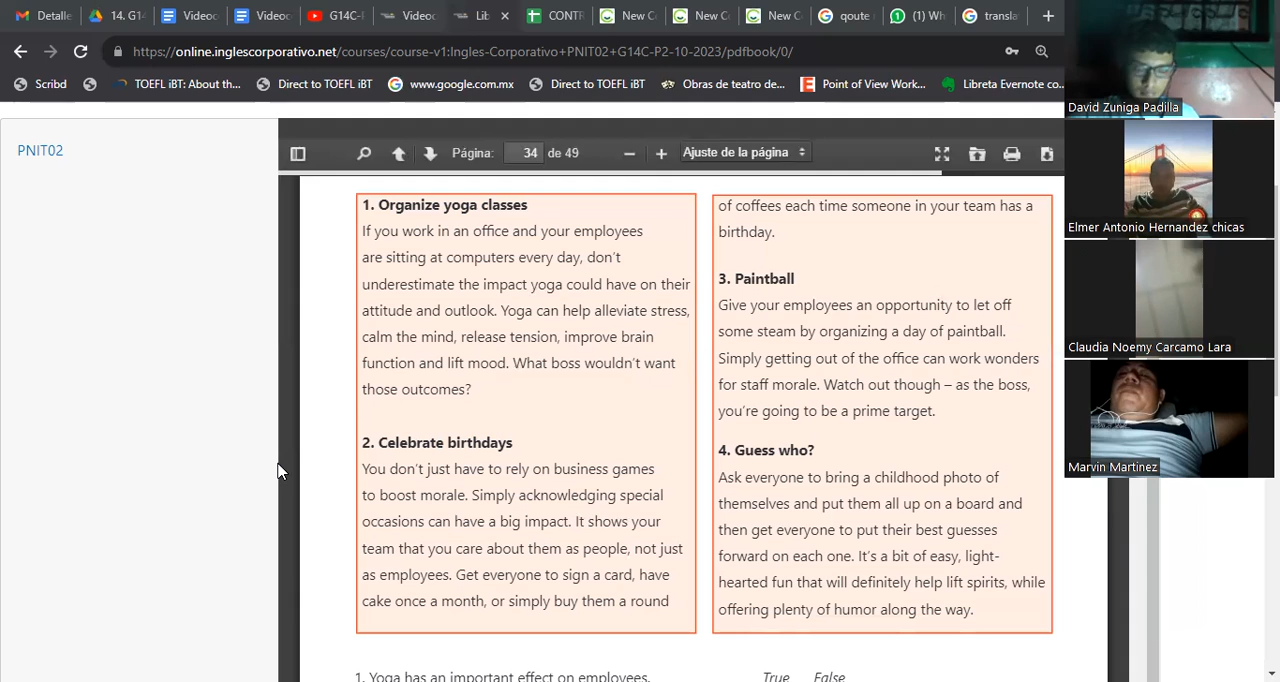 Detalle
14. G14
Videoc
Videoc
G14C-I
Videoc
Lib
CONTR
New C
New C
New C
qoute
(1) Wh
transla
https://online.inglescorporativo.net/courses/course-v1:Ingles-Corporativo+PNIT02+G14C-P2-10-2023/pdfbook/0/
Scribd
TOEFL iBT: About tha...
Direct to TOEFL iBT
www.google.com.mx
Direct to TOEFL iBT
Obras de teatro de...
Point of View Work...
Libreta Evernote co...
PNIT02
Página:
34
de 49
Ajuste de la página
1. Organize yoga classes
If you work in an office and your employees
are sitting at computers every day, don't
underestimate the impact yoga could have on their
attitude and outlook. Yoga can help alleviate stress,
calm the mind, release tension, improve brain
function and lift mood. What boss wouldn't want
those outcomes?
2. Celebrate birthdays
You don't just have to rely on business games
to boost morale. Simply acknowledging special
occasions can have a big impact. It shows your
team that you care about them as people, not just
as employees. Get everyone to sign a card, have
cake once a month, or simply buy them a round
of coffees each time someone in your team has a
birthday.
3. Paintball
Give your employees an opportunity to let off
some steam by organizing a day of paintball.
Simply getting out of the office can work wonders
for staff morale. Watch out though – as the boss,
you're going to be a prime target.
4. Guess who?
Ask everyone to bring a childhood photo of
themselves and put them all up on a board and
then get everyone to put their best guesses
forward on each one. It's a bit of easy, light-
hearted fun that will definitely help lift spirits, while
offering plenty of humor along the way.
1. Yoga has an important effect on employees. True False
David Zuniga Padilla
Elmer Antonio Hernandez chicas
Claudia Noemy Carcamo Lara
Marvin Martinez